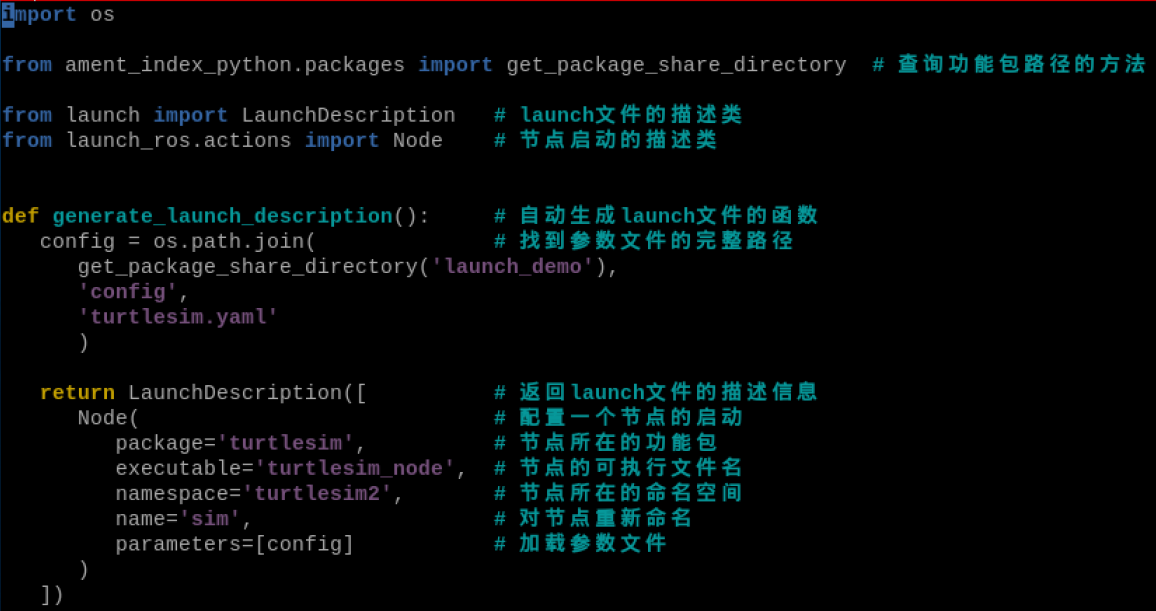 import os
from ament_index_python.packages import get_package_share_directory  # 查询功能包路径的方法
from launch import LaunchDescription   # launch文件的描述类
from launch_ros.actions import Node    # 节点启动的描述类
def generate_launch_description():     # 自动生成launch文件的函数
   config = os.path.join(              # 找到参数文件的完整路径
      get_package_share_directory('launch_demo'),
      'config',
      'turtlesim.yaml'
      )
   return LaunchDescription([          # 返回launch文件的描述信息
      Node(                            # 配置一个节点的启动
         package='turtlesim',          # 节点所在的功能包
         executable='turtlesim_node',  # 节点的可执行文件名
         namespace='turtlesim2',       # 节点所在的命名空间
         name='sim',                   # 对节点重新命名
         parameters=[config]           # 加载参数文件
      )
   ])